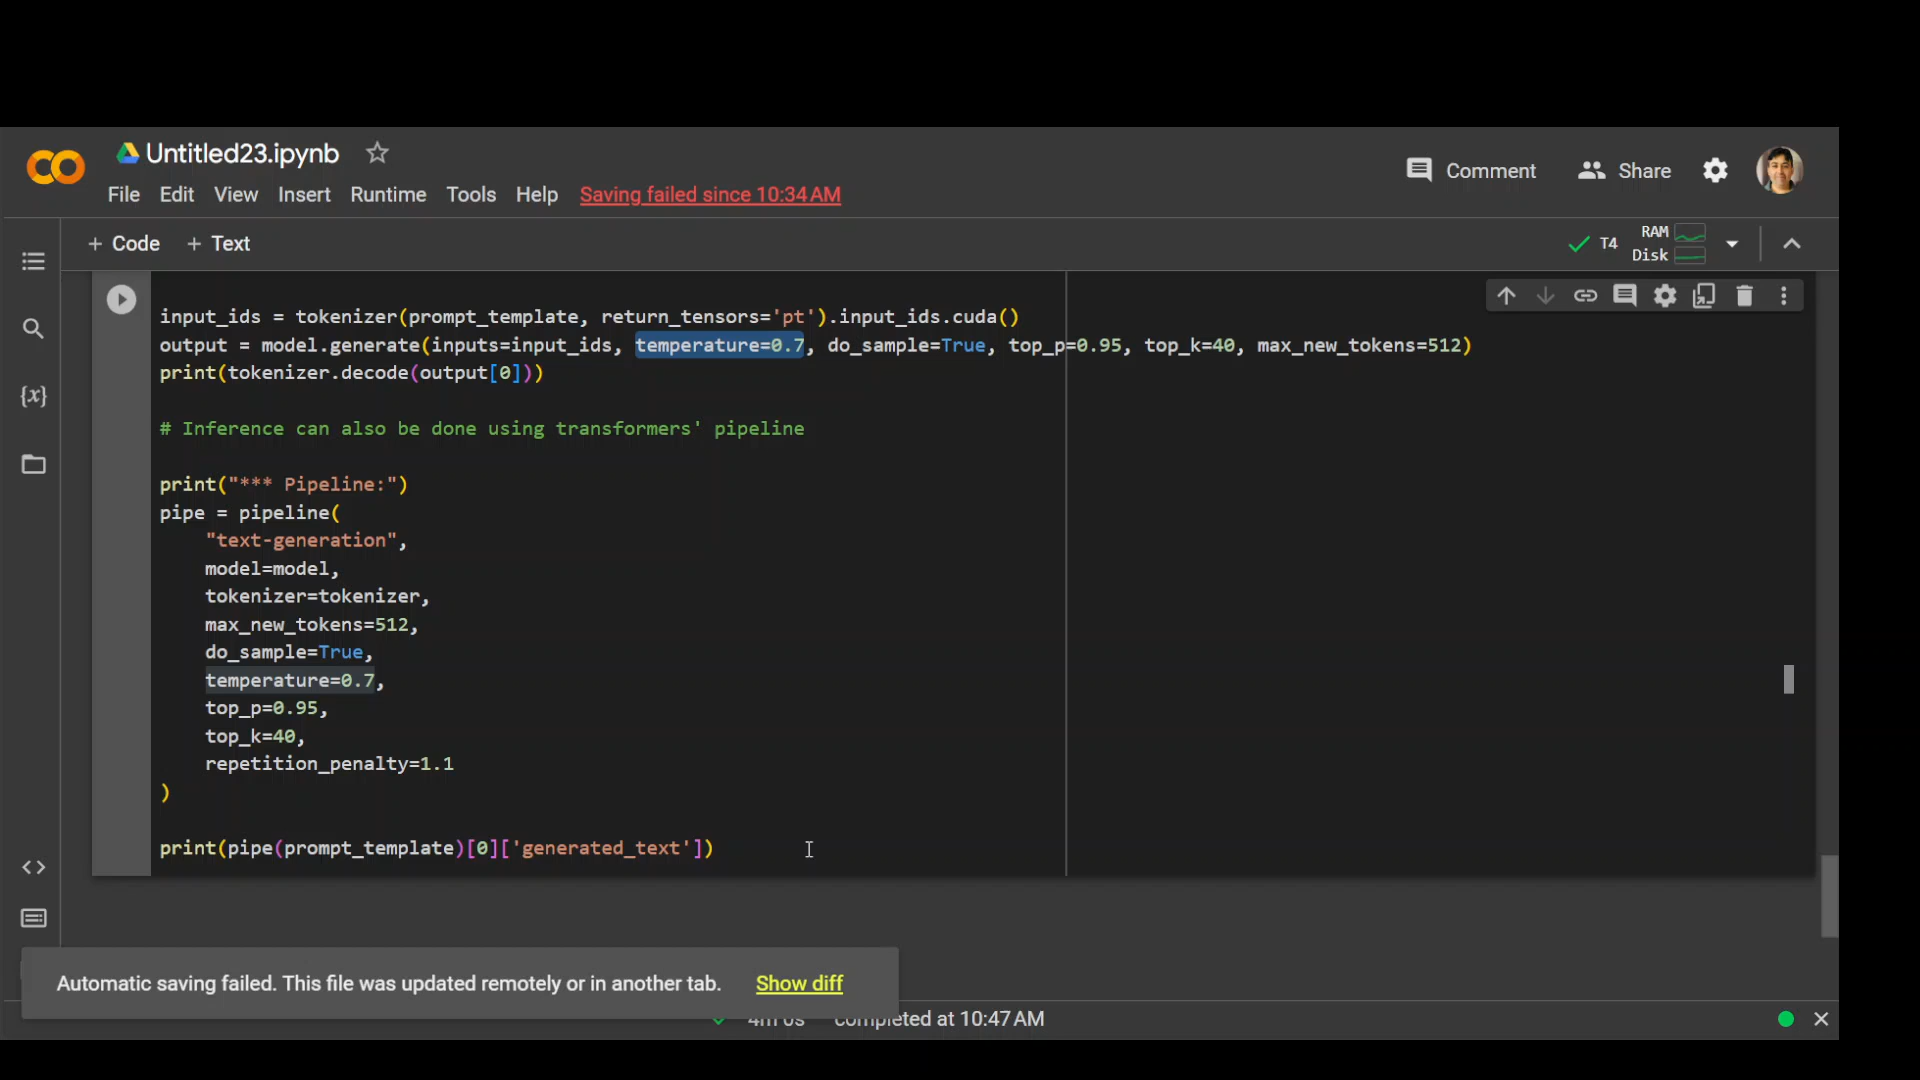 Untitled23.ipynb
File Edit View Insert Runtime Tools Help Saving failed since 10:34 AM
Comment Share
+ Code + Text
T4 RAM Disk
input_ids = tokenizer(prompt_template, return_tensors='pt').input_ids.cuda()
output = model.generate(inputs=input_ids, temperature=0.7, do_sample=True, top_p=0.95, top_k=40, max_new_tokens=512)
print(tokenizer.decode(output[0]))
# Inference can also be done using transformers' pipeline
print("*** Pipeline:")
pipe = pipeline(
"text-generation",
model=model,
tokenizer=tokenizer,
max_new_tokens=512,
do_sample=True,
temperature=0.7,
top_p=0.95,
top_k=40,
repetition_penalty=1.1
)
print(pipe(prompt_template)[0]['generated_text'])
Automatic saving failed. This file was updated remotely or in another tab. Show diff
4m 0s completed at 10:47 AM